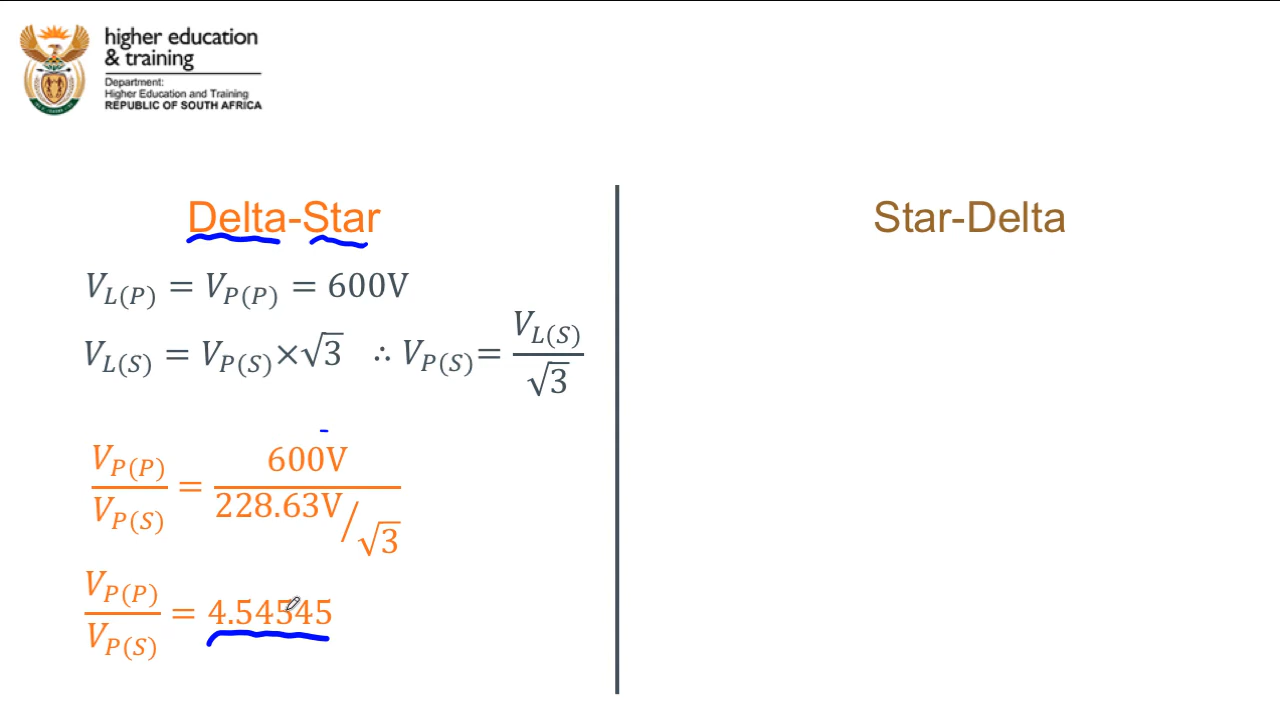 higher education
& training
Department:
Higher Education and Training
REPUBLIC OF SOUTH AFRICA
Delta-Star
V_{L(P)} = V_{P(P)} = 600V
V_{L(S)} = V_{P(S)}×√3 ∴ V_{P(S)}= V_{L(S)}/√3
V_{P(P)}/V_{P(S)} = 600V/(228.63V/√3)
V_{P(P)}/V_{P(S)} = 4.54545
Star-Delta